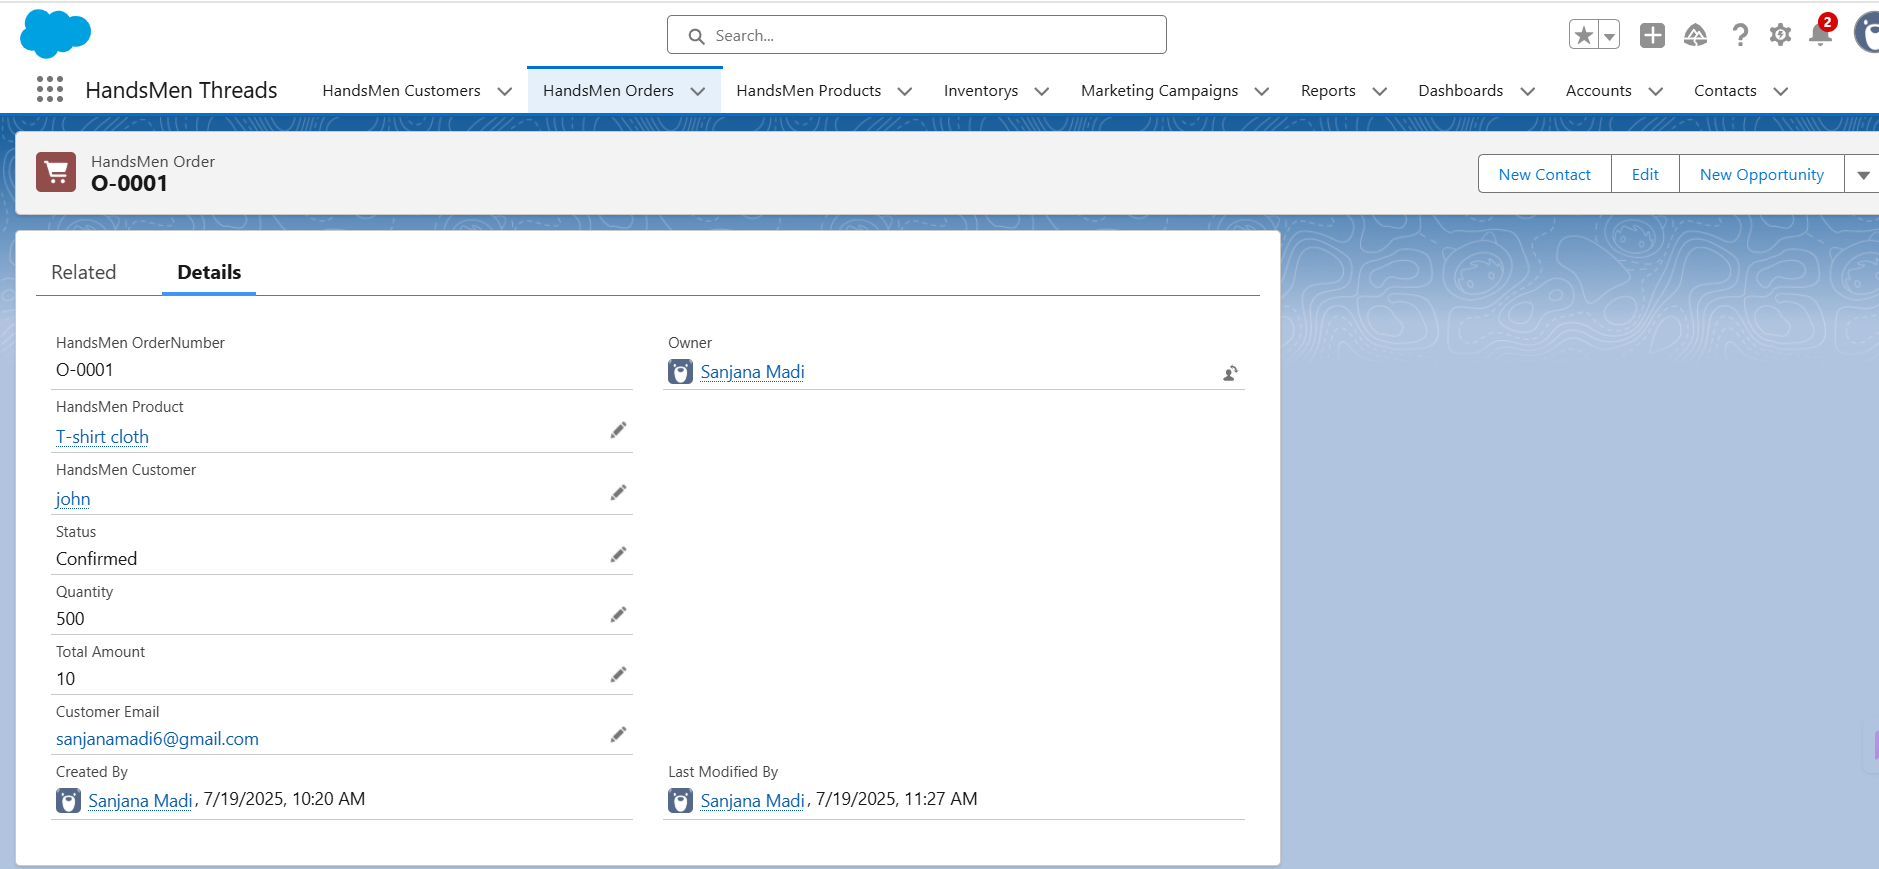 Search...
2
HandsMen Threads
HandsMen Customers
HandsMen Orders
HandsMen Products
Inventorys
Marketing Campaigns
Reports
Dashboards
Accounts
Contacts
HandsMen Order
O-0001
New Contact
Edit
New Opportunity
Related
Details
HandsMen OrderNumber
O-0001
Owner
Sanjana Madi
HandsMen Product
T-shirt cloth
HandsMen Customer
john
Status
Confirmed
Quantity
500
Total Amount
10
Customer Email
sanjanamadi6@gmail.com
Created By
Sanjana Madi, 7/19/2025, 10:20 AM
Last Modified By
Sanjana Madi, 7/19/2025, 11:27 AM